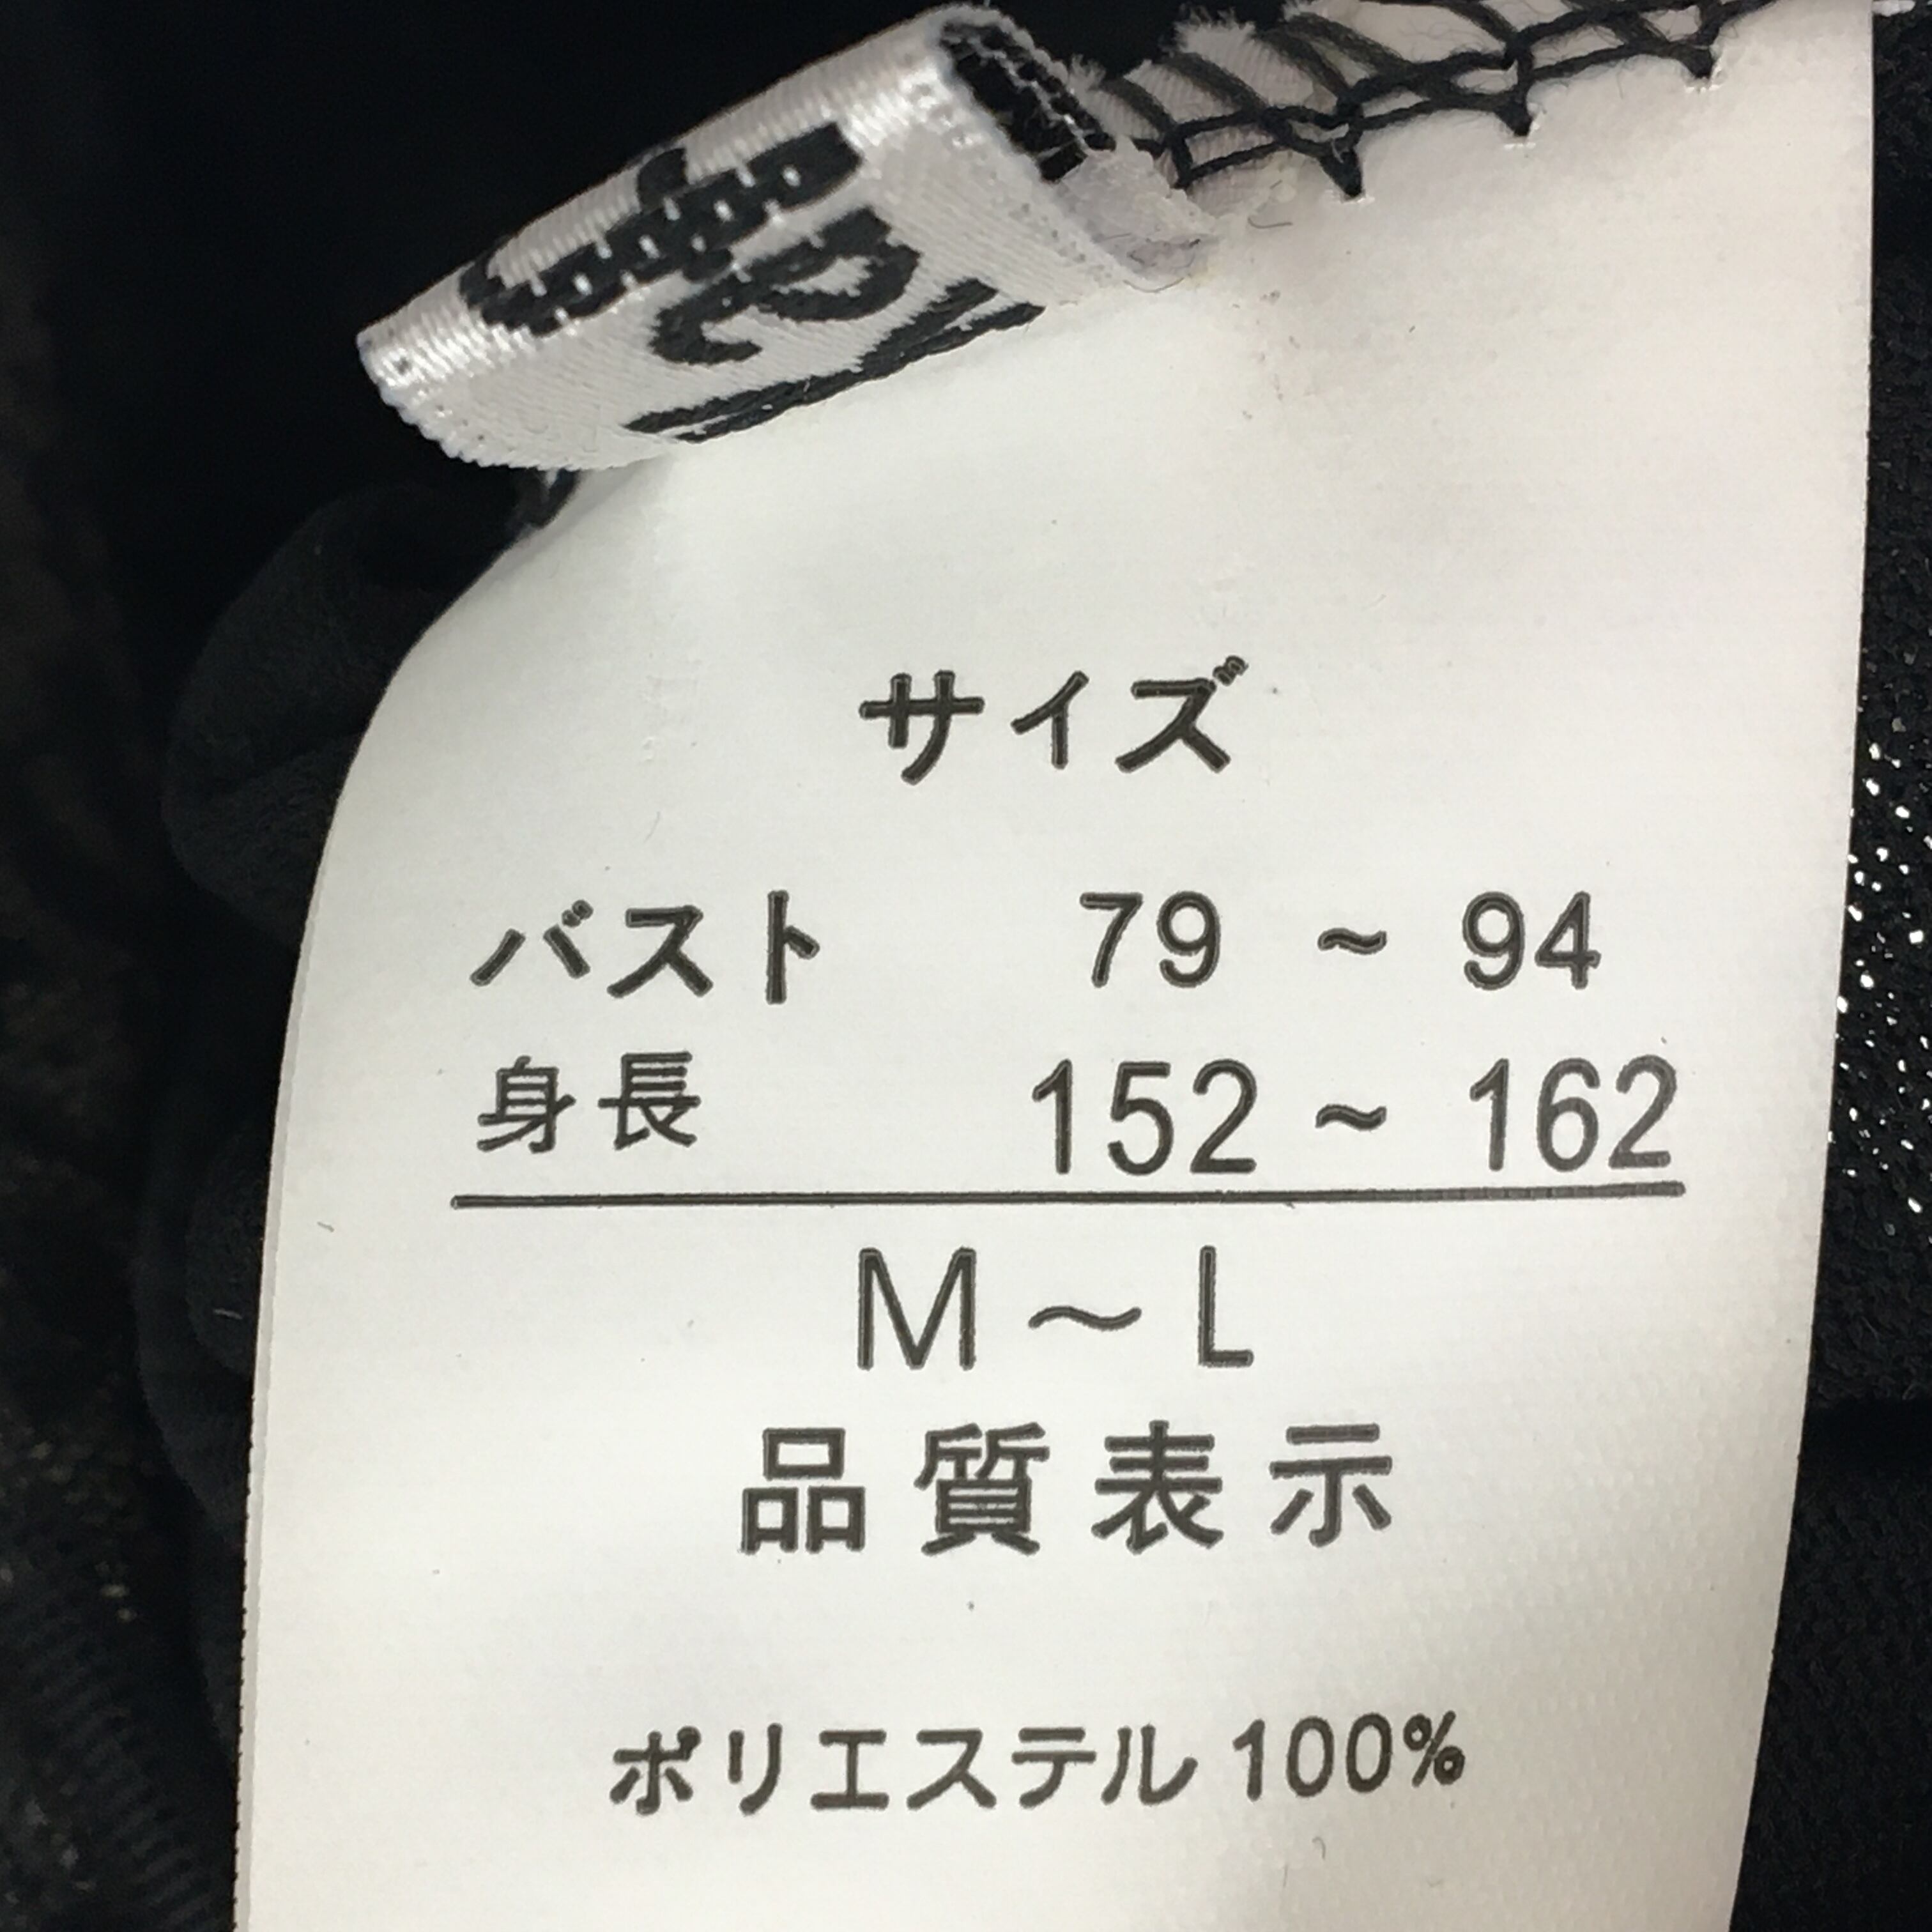 サイズ
バスト 79 ~ 94
身長 152 ~ 162
M～L
品質表示
ポリエステル 100%